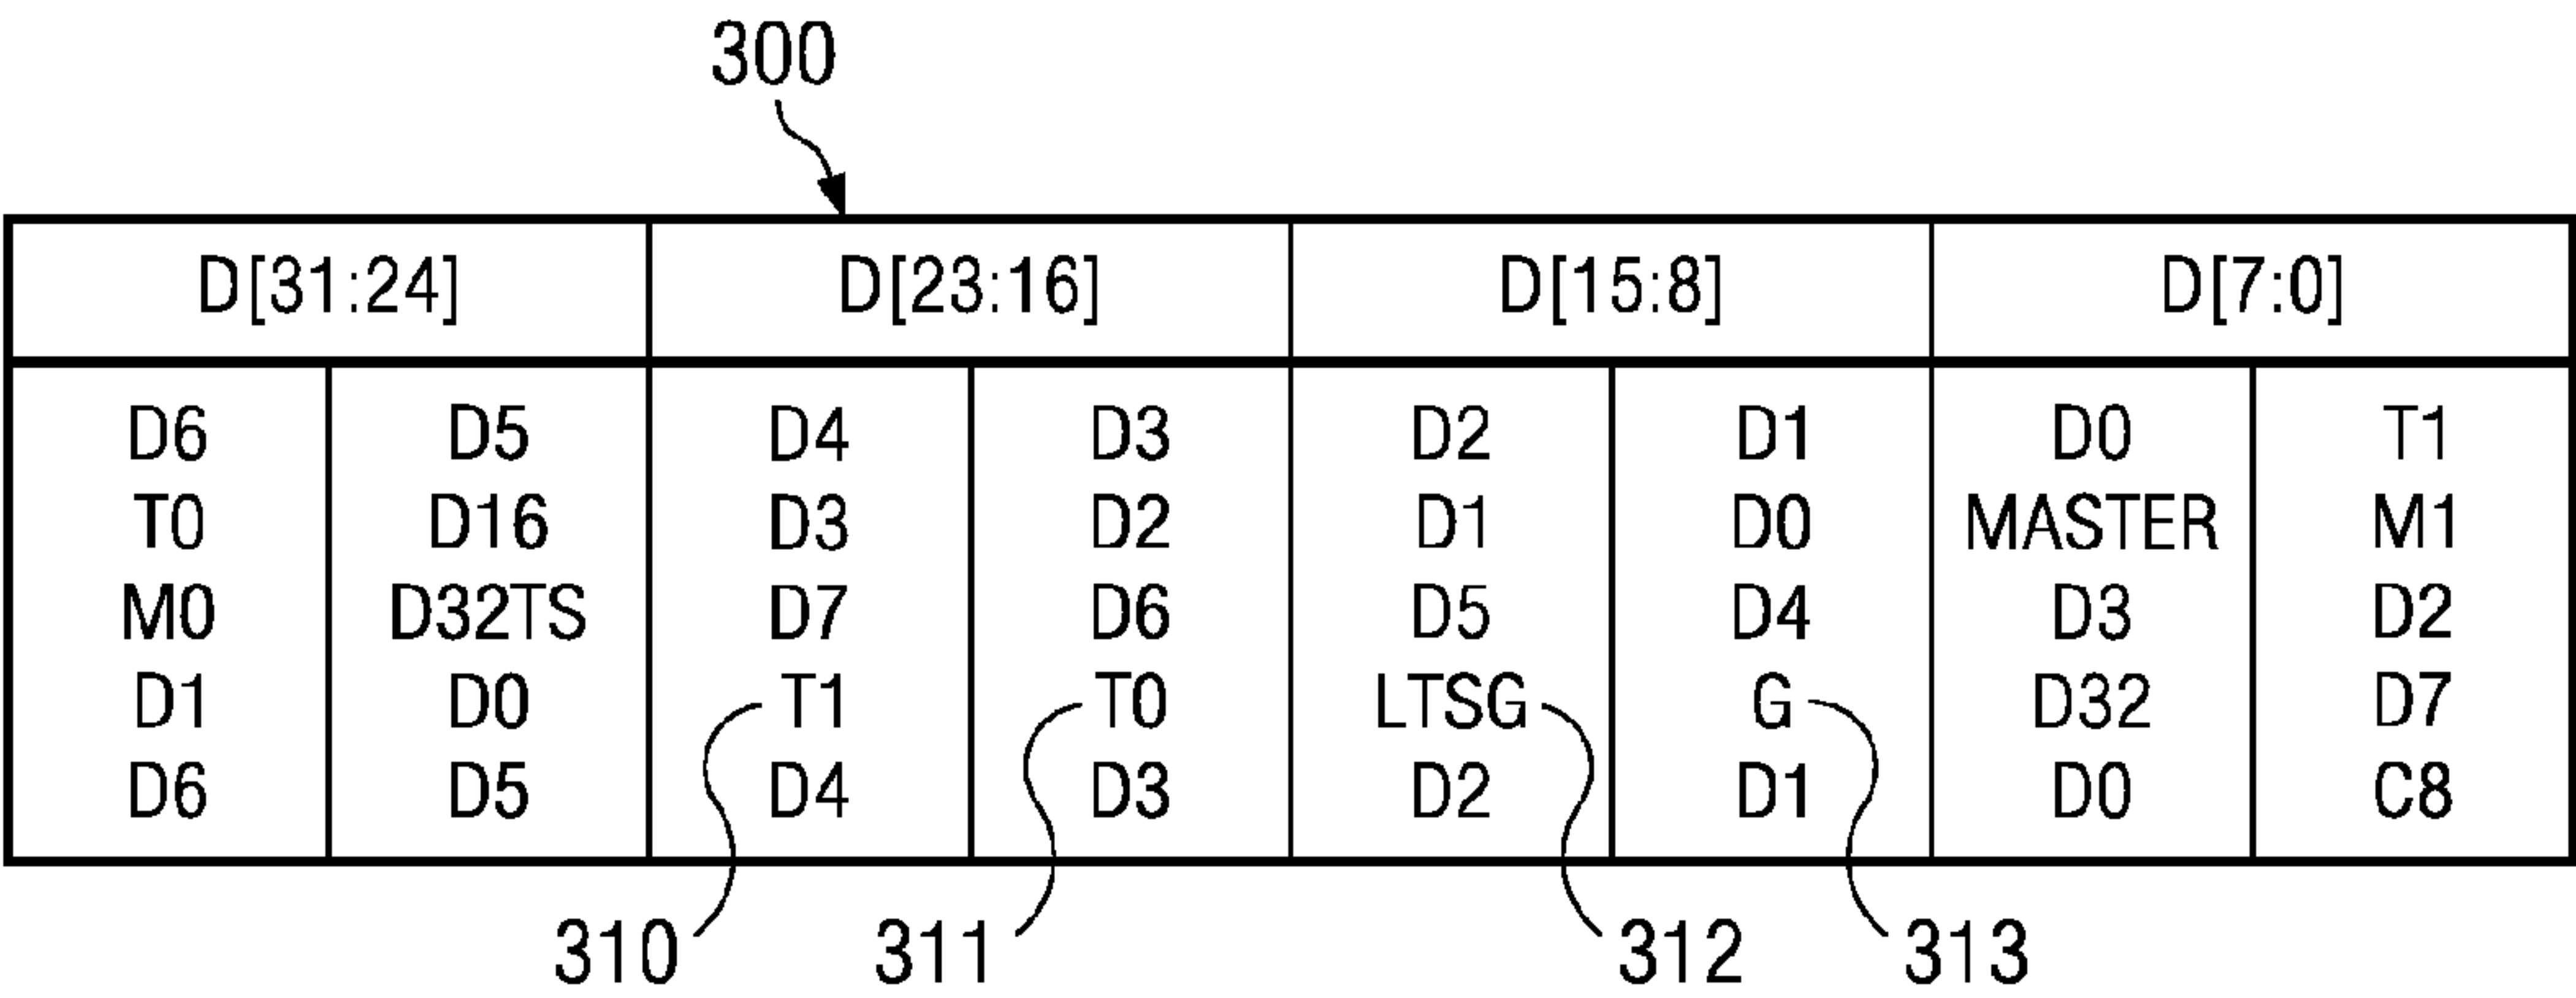 300
D[31:24] D[23:16] D[15:8] D[7:0]
D6 D5 D4 D3 D2 D1 D0 T1
T0 D16 D3 D2 D1 D0 MASTER M1
M0 D32TS D7 D6 D5 D4 D3 D2
D1 D0 T1 T0 LTSG G D32 D7
D6 D5 D4 D3 D2 D1 D0 C8
310 311 312 313